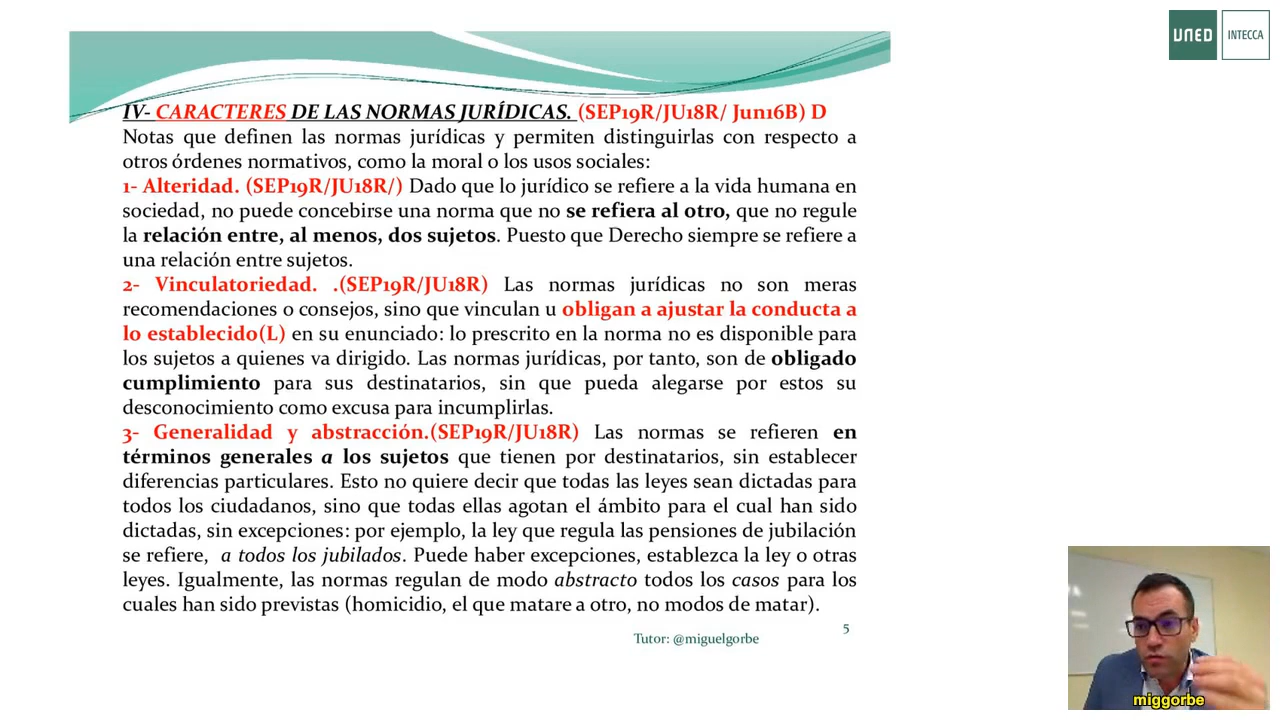 UNED INTECCA
IV- CARACTERES DE LAS NORMAS JURÍDICAS. (SEP19R/JU18R/ Jun16B) D
Notas que definen las normas jurídicas y permiten distinguirlas con respecto a
otros órdenes normativos, como la moral o los usos sociales:
1- Alteridad. (SEP19R/JU18R/) Dado que lo jurídico se refiere a la vida humana en
sociedad, no puede concebirse una norma que no se refiera al otro, que no regule
la relación entre, al menos, dos sujetos. Puesto que Derecho siempre se refiere a
una relación entre sujetos.
2- Vinculatoriedad. .(SEP19R/JU18R) Las normas jurídicas no son meras
recomendaciones o consejos, sino que vinculan u obligan a ajustar la conducta a
lo establecido(L) en su enunciado: lo prescrito en la norma no es disponible para
los sujetos a quienes va dirigido. Las normas jurídicas, por tanto, son de obligado
cumplimiento para sus destinatarios, sin que pueda alegarse por estos su
desconocimiento como excusa para incumplirlas.
3- Generalidad y abstracción.(SEP19R/JU18R) Las normas se refieren en
términos generales a los sujetos que tienen por destinatarios, sin establecer
diferencias particulares. Esto no quiere decir que todas las leyes sean dictadas para
todos los ciudadanos, sino que todas ellas agotan el ámbito para el cual han sido
dictadas, sin excepciones: por ejemplo, la ley que regula las pensiones de jubilación
se refiere, a todos los jubilados. Puede haber excepciones, establezca la ley o otras
leyes. Igualmente, las normas regulan de modo abstracto todos los casos para los
cuales han sido previstas (homicidio, el que matare a otro, no modos de matar).
5
Tutor: @miguelgorbe
miggorbe